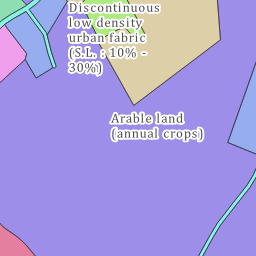 Discontinuous
low density
urban fabric
(S.L. : 10% -
30%)
Arable land
(annual crops)